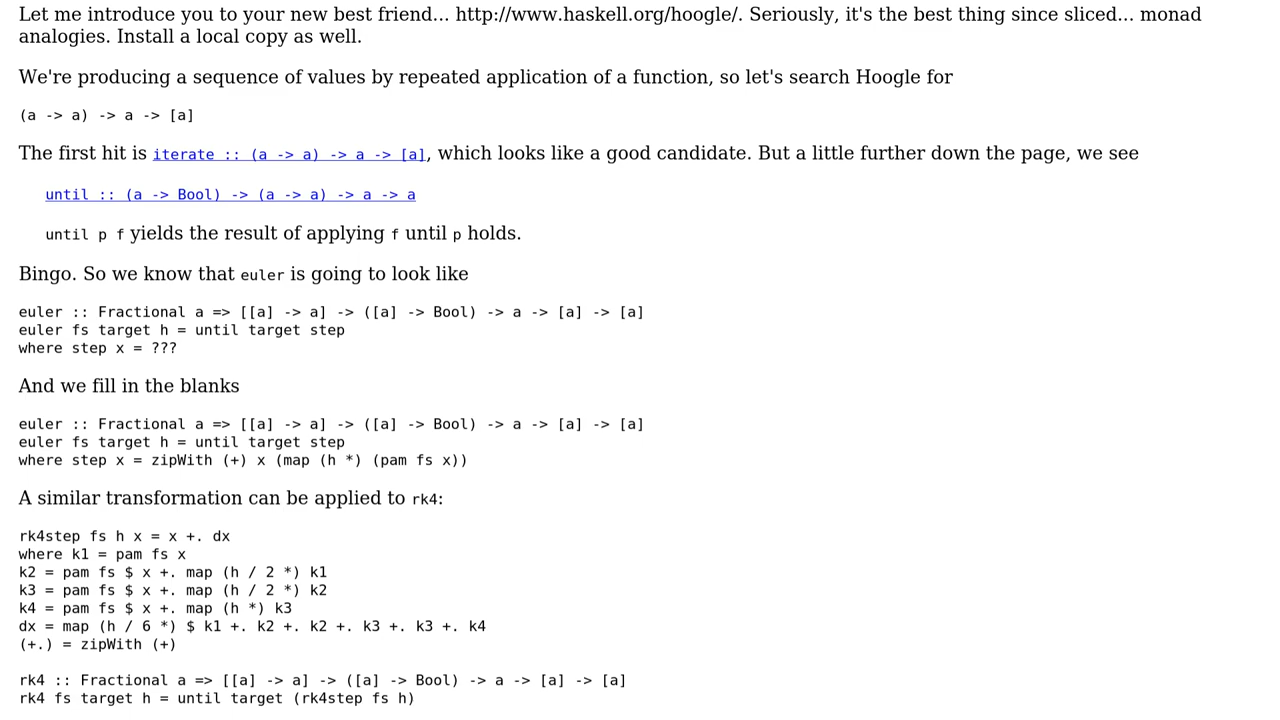 Let me introduce you to your new best friend... http://www.haskell.org/hoogle/. Seriously, it's the best thing since sliced... monad
analogies. Install a local copy as well.
We're producing a sequence of values by repeated application of a function, so let's search Hoogle for
(a -> a) -> a -> [a]
The first hit is iterate :: (a -> a) -> a -> [a], which looks like a good candidate. But a little further down the page, we see
until :: (a -> Bool) -> (a -> a) -> a -> a
until p f yields the result of applying f until p holds.
Bingo. So we know that euler is going to look like
euler :: Fractional a => [[a] -> a] -> ([a] -> Bool) -> a -> [a] -> [a]
euler fs target h = until target step
where step x = ???
And we fill in the blanks
euler :: Fractional a => [[a] -> a] -> ([a] -> Bool) -> a -> [a] -> [a]
euler fs target h = until target step
where step x = zipWith (+) x (map (h *) (pam fs x))
A similar transformation can be applied to rk4:
rk4step fs h x = x +. dx
where k1 = pam fs x
k2 = pam fs $ x +. map (h / 2 *) k1
k3 = pam fs $ x +. map (h / 2 *) k2
k4 = pam fs $ x +. map (h *) k3
dx = map (h / 6 *) $ k1 +. k2 +. k2 +. k3 +. k3 +. k4
(+.) = zipWith (+)
rk4 :: Fractional a => [[a] -> a] -> ([a] -> Bool) -> a -> [a] -> [a]
rk4 fs target h = until target (rk4step fs h)